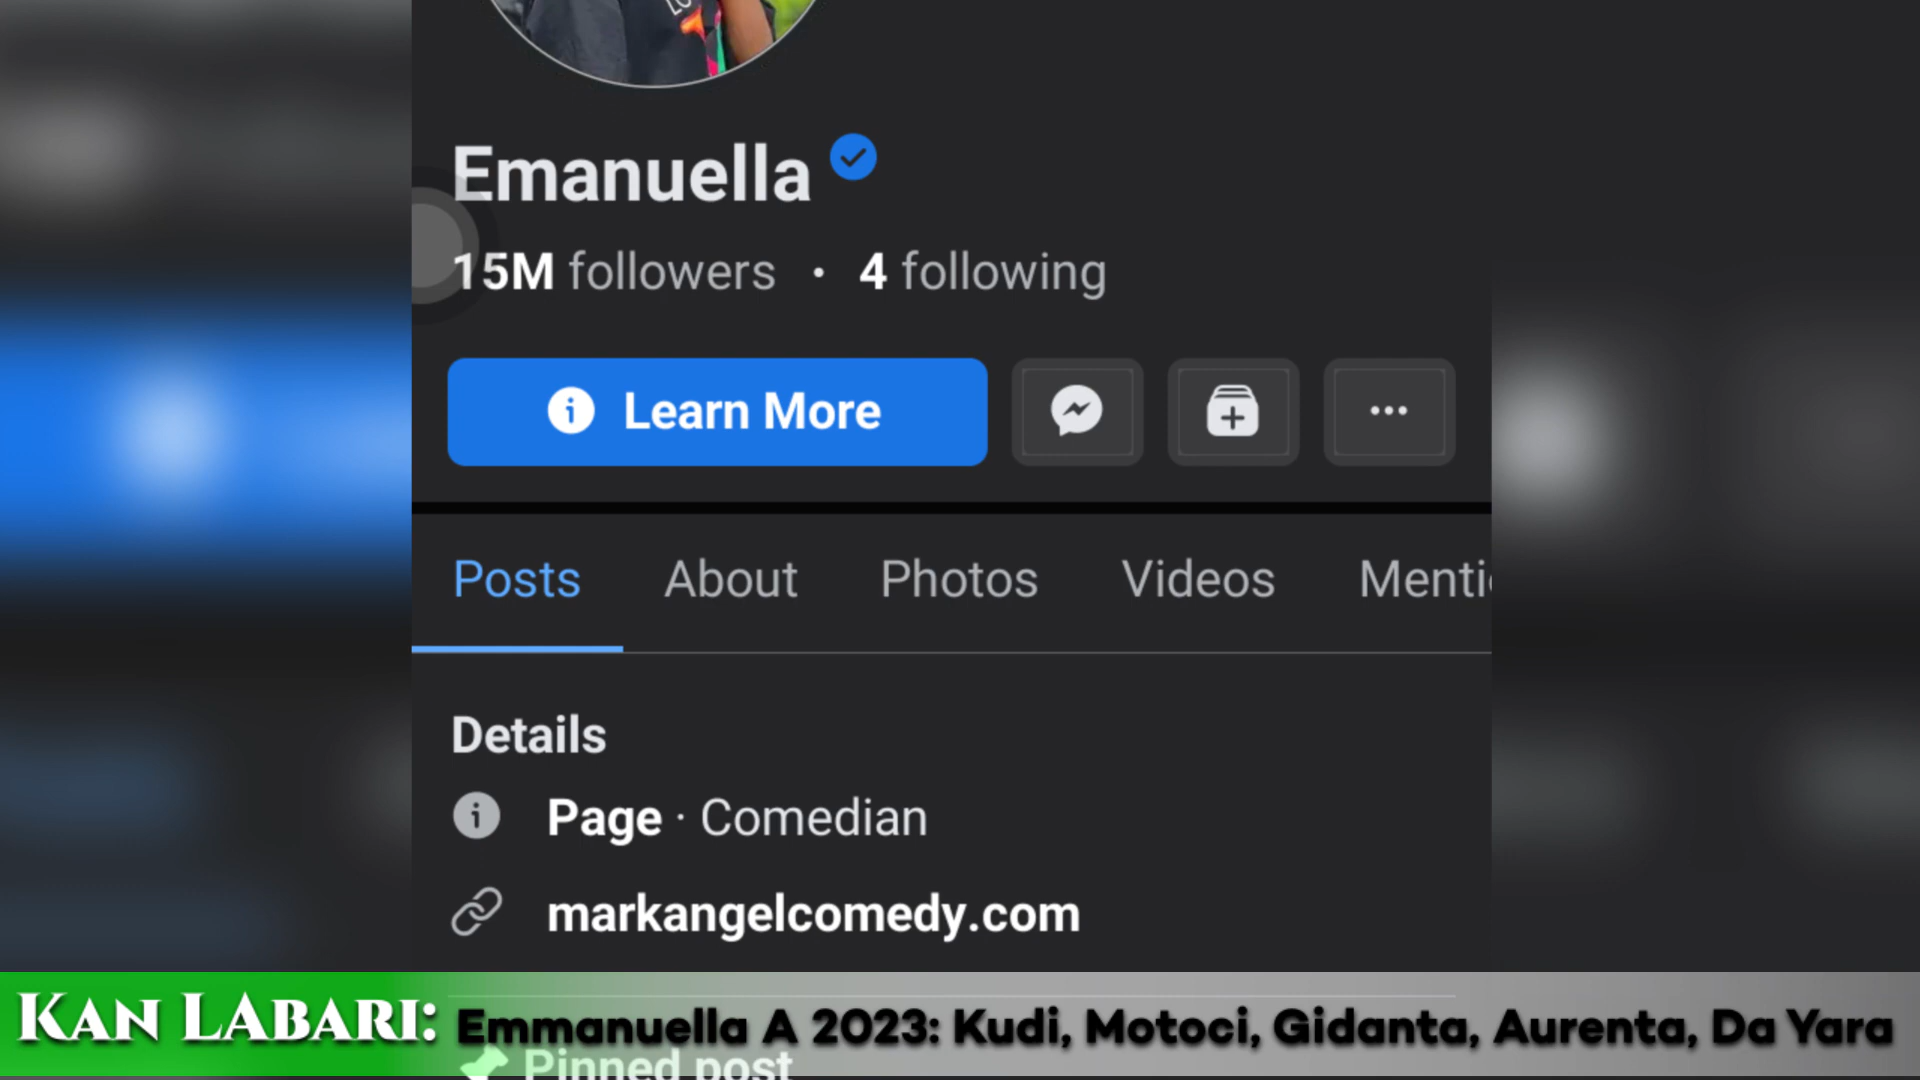 Emanuella
15M followers · 4 following
Learn More
Posts About Photos Videos
Details
Page · Comedian
markangelcomedy.com
KAN LABARI: Emmanuella A 2023: Kudi, Motoci, Gidanta, Aurenta, Da Yara
Pinned post